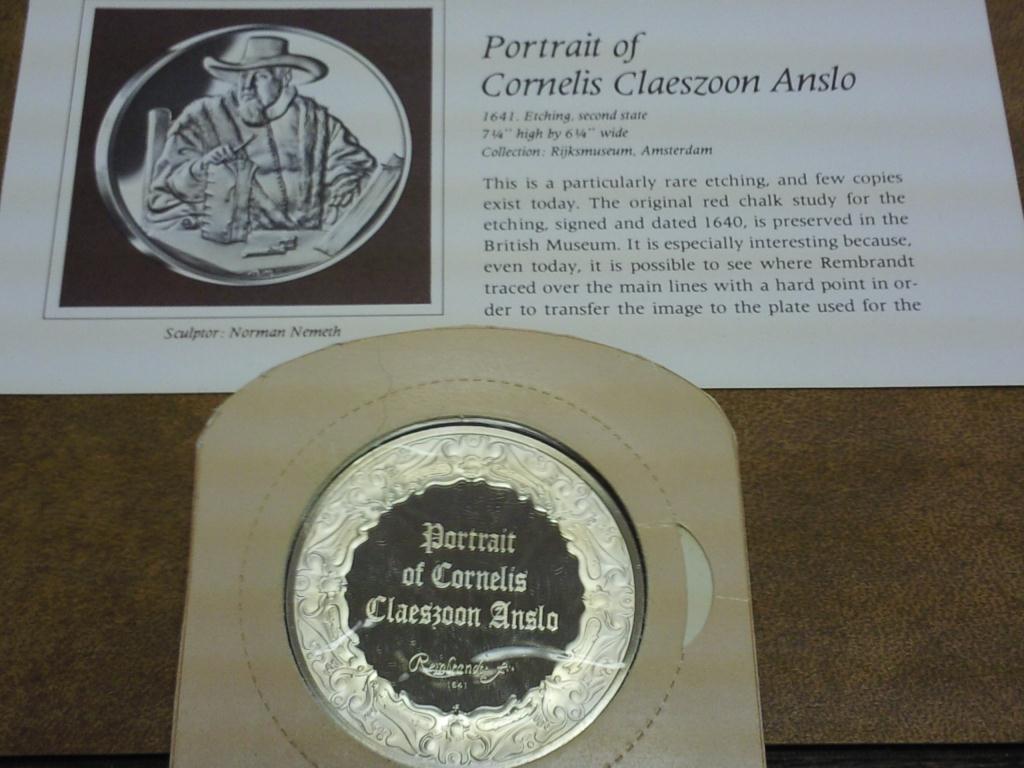 Portrait of
Cornelis Claeszoon Anslo
1641. Etching, second state
7¼" high by 6¼" wide
Collection: Rijksmuseum, Amsterdam
This is a particularly rare etching, and few copies
exist today. The original red chalk study for the
etching, signed and dated 1640, is preserved in the
British Museum. It is especially interesting because,
even today, it is possible to see where Rembrandt
traced over the main lines with a hard point in or-
der to transfer the image to the plate used for the
Sculptor: Norman Nemeth
Portrait
of Cornelis
Claeszoon Anslo
Rembrandt
1641